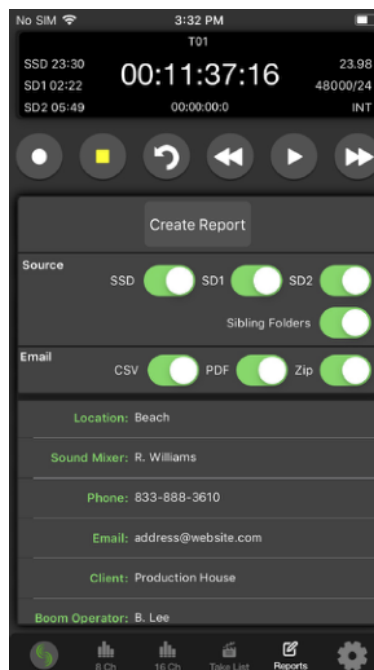 No SIM 3:32 PM
T01
SSD 23:30 00:11:37:16 23.98
SD1 02:22 48000/24
SD2 05:49 00:00:00:0 INT
Create Report
Source
SSD SD1 SD2
Sibling Folders
Email
CSV PDF Zip
Location: Beach
Sound Mixer: R. Williams
Phone: 833-888-3610
Email: address@website.com
Client: Production House
Boom Operator: B. Lee
8 Ch 16 Ch Take List Reports